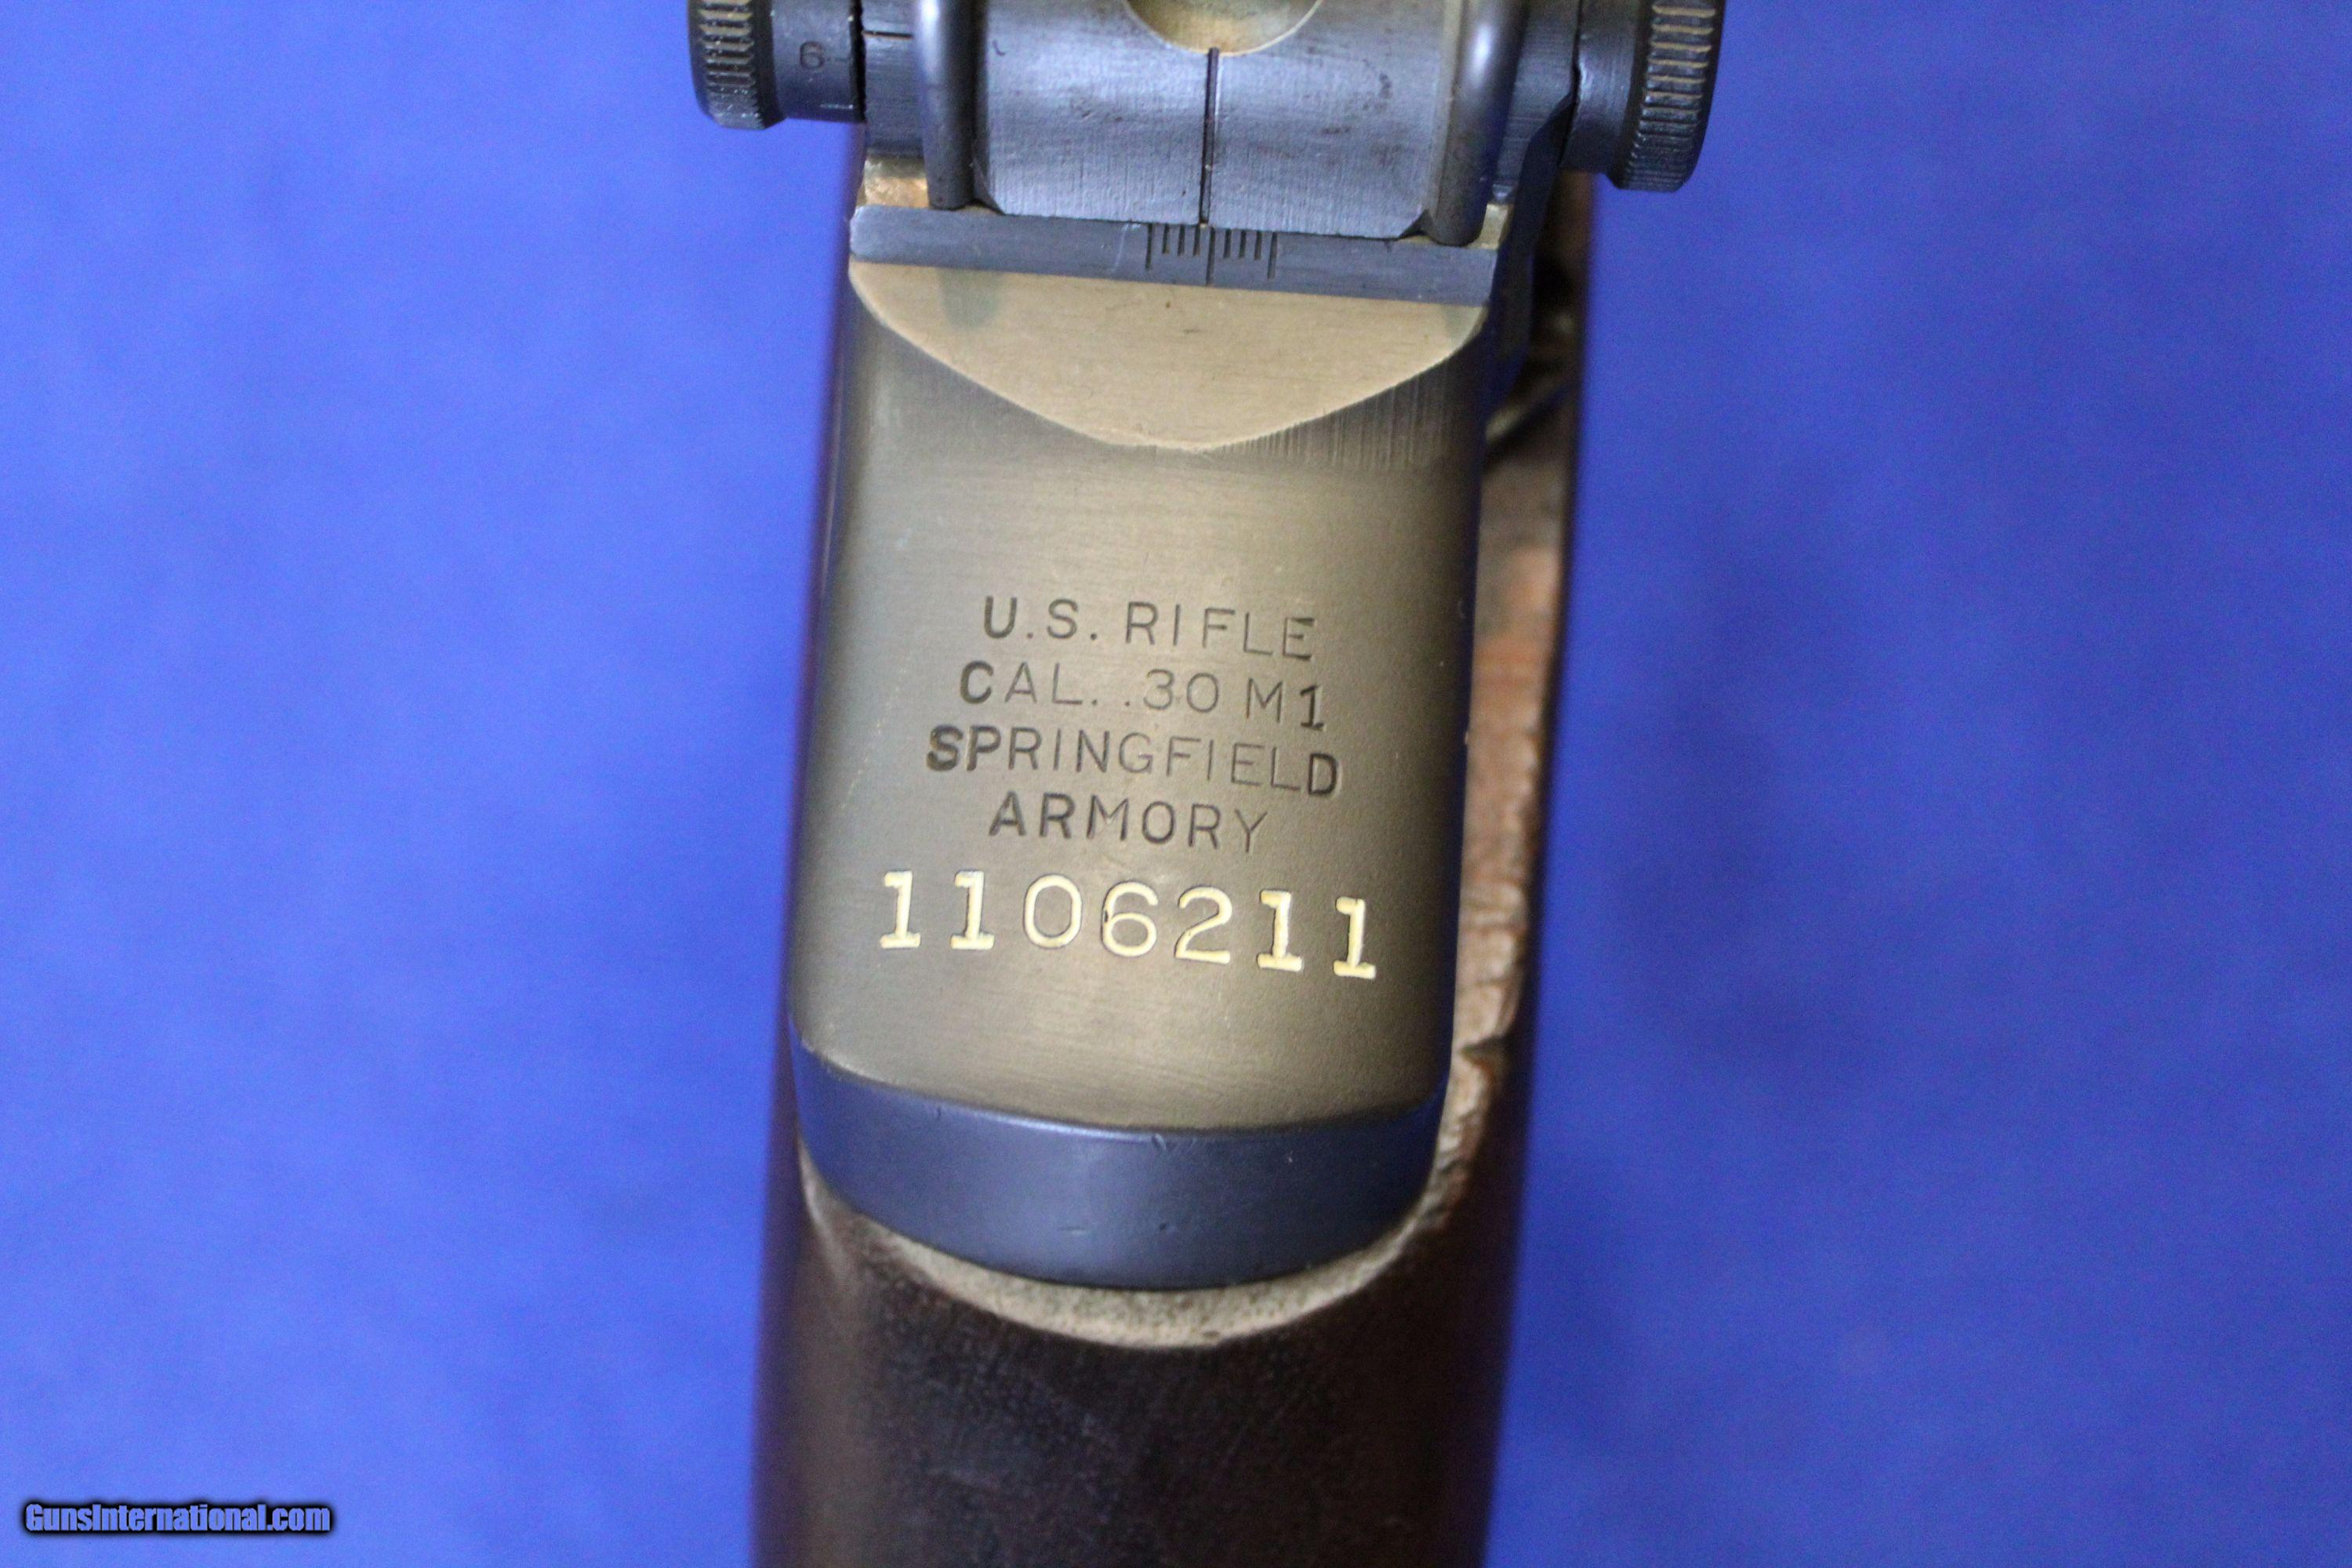 6
U.S. RIFLE
CAL. .30 M1
SPRINGFIELD
ARMORY
1106211
GunsInternational.com